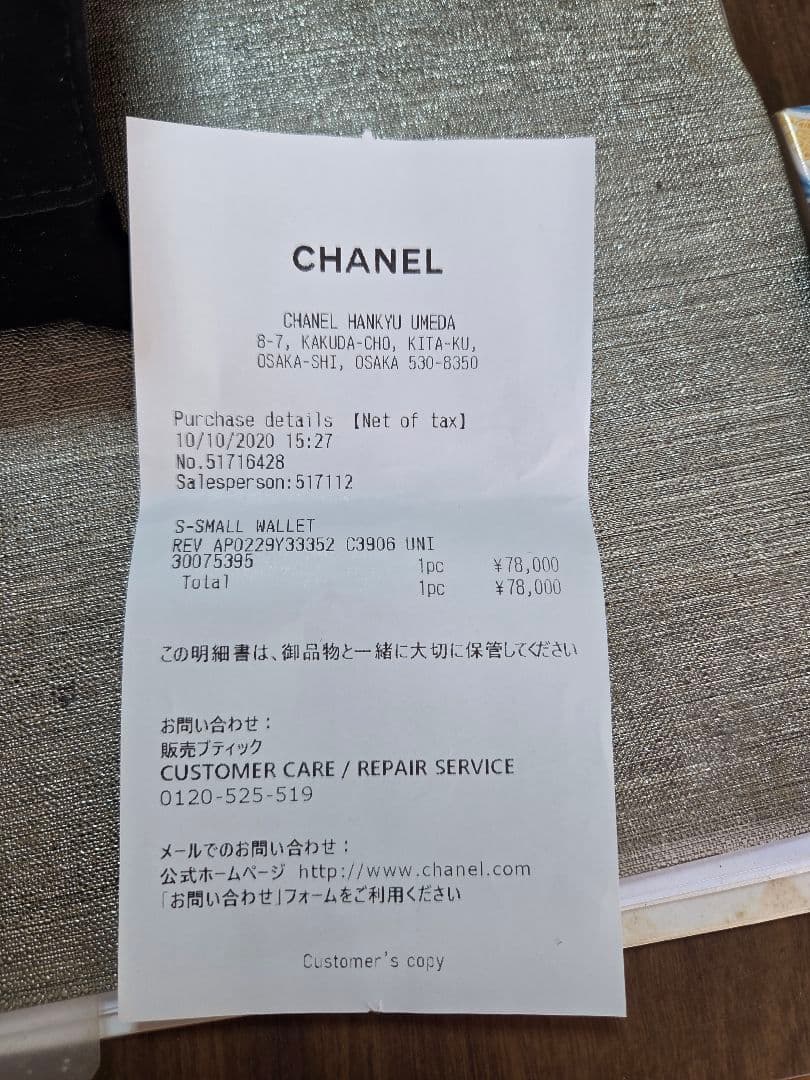 CHANEL
CHANEL HANKYU UMEDA
8-7, KAKUDA-CHO, KITA-KU,
OSAKA-SHI, OSAKA 530-8350
Purchase details 【Net of tax】
10/10/2020 15:27
No.51716428
Salesperson:517112
S-SMALL WALLET
REV AP0229Y33352 C3906 UNI
30075395 1pc ¥78,000
Total 1pc ¥78,000
この明細書は、御品物と一緒に大切に保管してください
お問い合わせ：
販売ブティック
CUSTOMER CARE / REPAIR SERVICE
0120-525-519
メールでのお問い合わせ：
公式ホームページ http://www.chanel.com
「お問い合わせ」フォームをご利用ください
Customer's copy